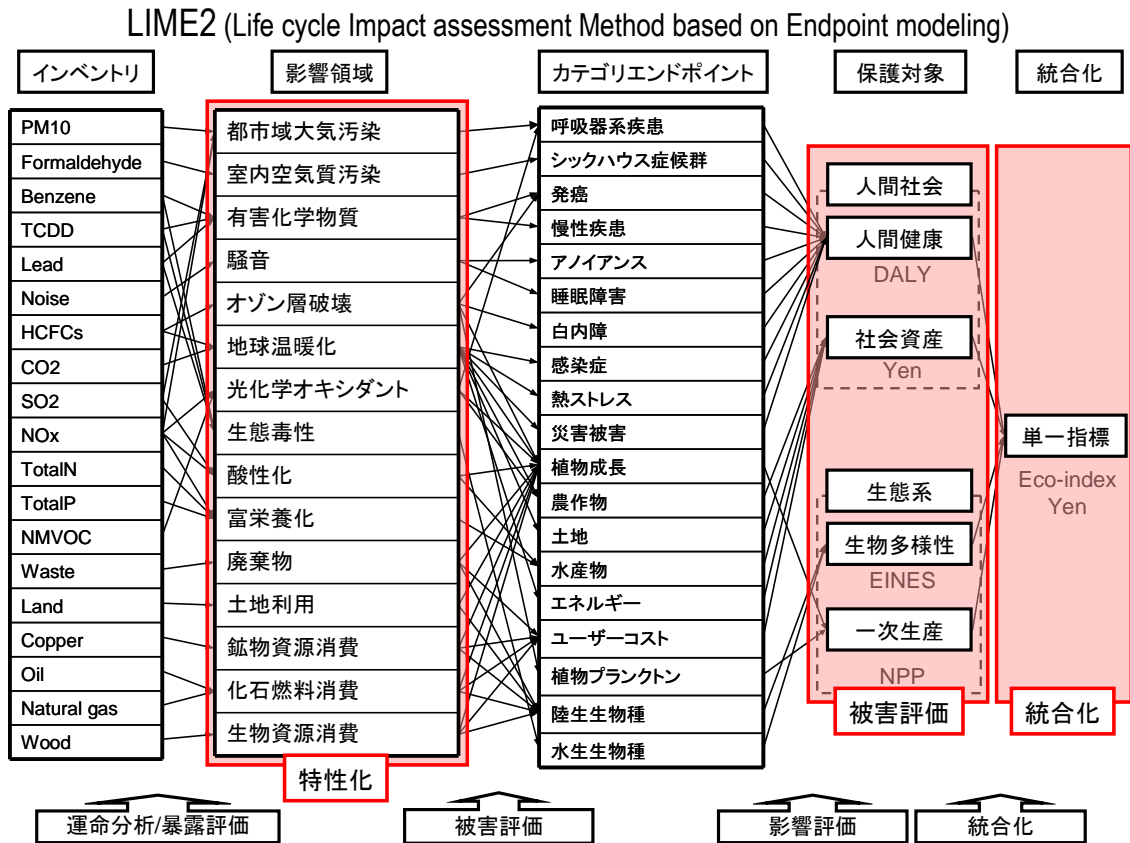 LIME2 (Life cycle Impact assessment Method based on Endpoint modeling)
インベントリ
影響領域
カテゴリエンドポイント
保護対象
統合化
PM10
Formaldehyde
Benzene
TCDD
Lead
Noise
HCFCs
CO2
SO2
NOx
TotalN
TotalP
NMVOC
Waste
Land
Copper
Oil
Natural gas
Wood
都市域大気汚染
室内空気質汚染
有害化学物質
騒音
オゾン層破壊
地球温暖化
光化学オキシダント
生態毒性
酸性化
富栄養化
廃棄物
土地利用
鉱物資源消費
化石燃料消費
生物資源消費
特性化
呼吸器系疾患
シックハウス症候群
発癌
慢性疾患
アノイアンス
睡眠障害
白内障
感染症
熱ストレス
災害被害
植物成長
農作物
土地
水産物
エネルギー
ユーザーコスト
植物プランクトン
陸生生物種
水生生物種
人間社会
人間健康
DALY
社会資産
Yen
生態系
生物多様性
EINES
一次生産
NPP
被害評価
単一指標
Eco-index
Yen
統合化
運命分析/暴露評価
被害評価
影響評価
統合化